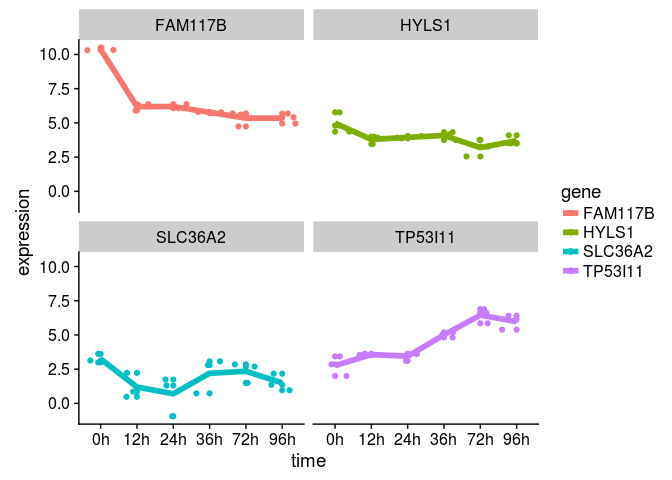 FAM117B HYLS1
10.0
7.5
5.0
2.5
0.0
expression
SLC36A2 TP53I11
10.0
7.5
5.0
2.5
0.0
0h 12h 24h 36h 72h 96h 0h 12h 24h 36h 72h 96h
time
gene
FAM117B
HYLS1
SLC36A2
TP53I11